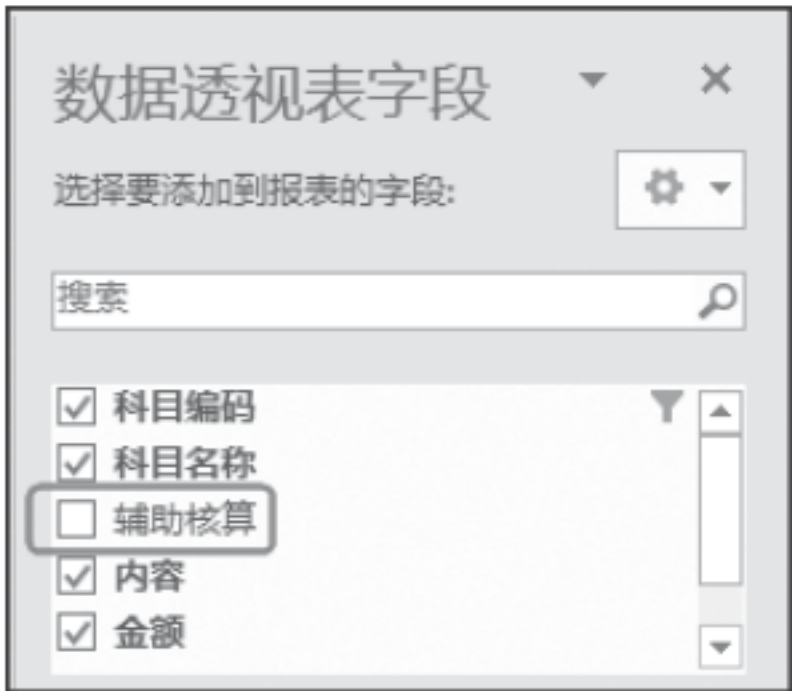 数据透视表字段
选择要添加到报表的字段:
搜索
科目编码
科目名称
辅助核算
内容
金额